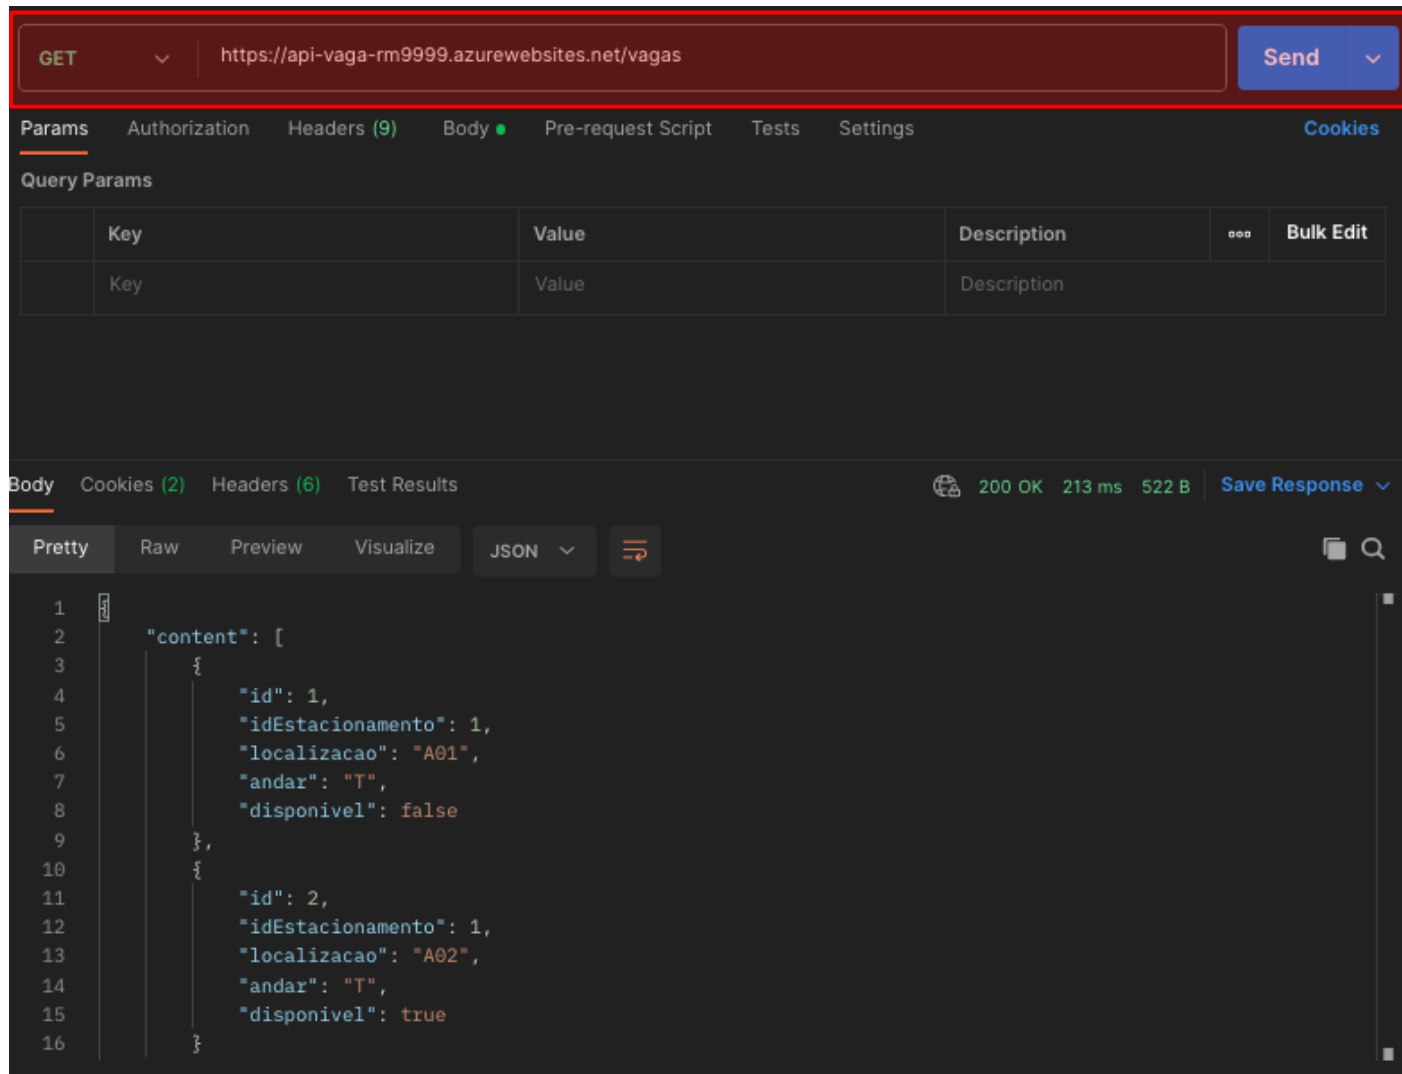 GET https://api-vaga-rm9999.azurewebsites.net/vagas Send
Params Authorization Headers (9) Body Pre-request Script Tests Settings Cookies
Query Params
Key Value Description ooo Bulk Edit
Key Value Description
Body Cookies (2) Headers (6) Test Results 200 OK 213 ms 522 B Save Response
Pretty Raw Preview Visualize JSON
1 {
2 "content": [
3 {
4 "id": 1,
5 "idEstacionamento": 1,
6 "localizacao": "A01",
7 "andar": "T",
8 "disponivel": false
9 },
10 {
11 "id": 2,
12 "idEstacionamento": 1,
13 "localizacao": "A02",
14 "andar": "T",
15 "disponivel": true
16 }